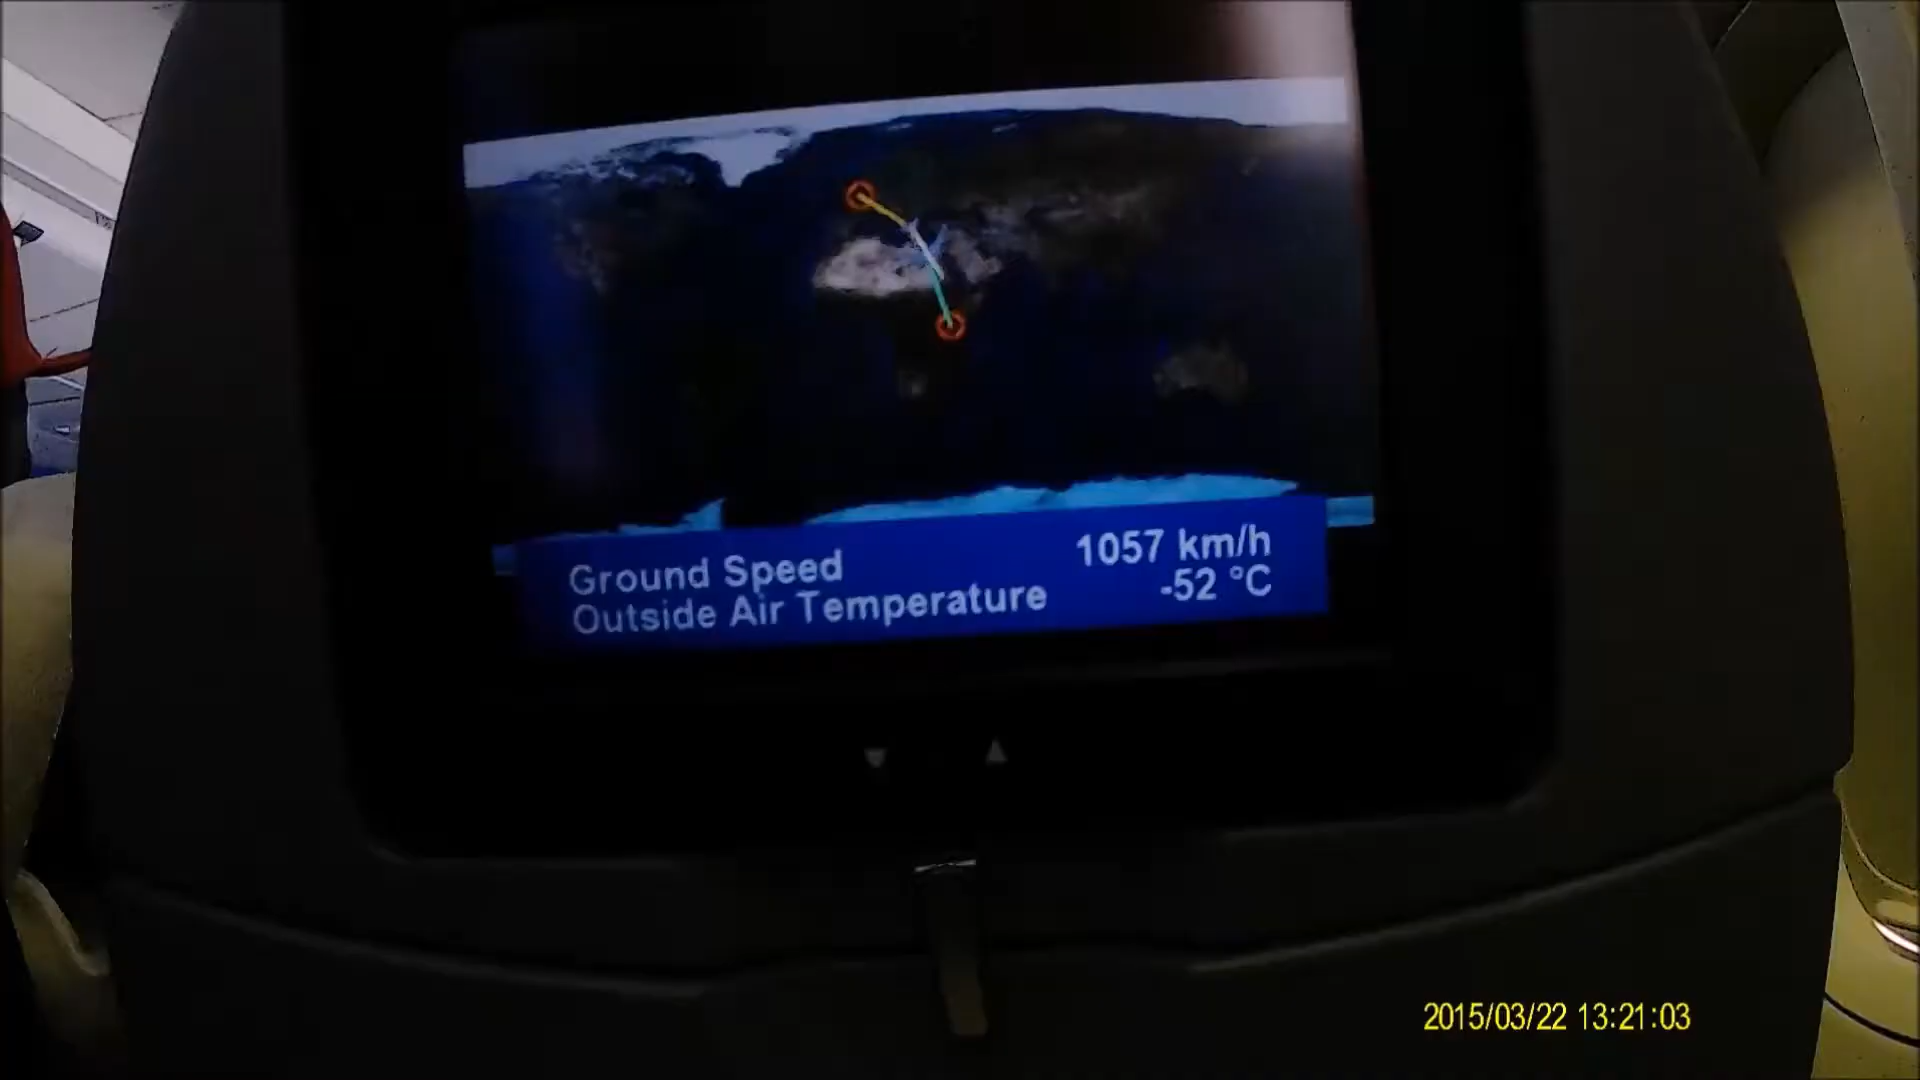 Ground Speed 1057 km/h
Outside Air Temperature -52 °C
2015/03/22 13:21:03